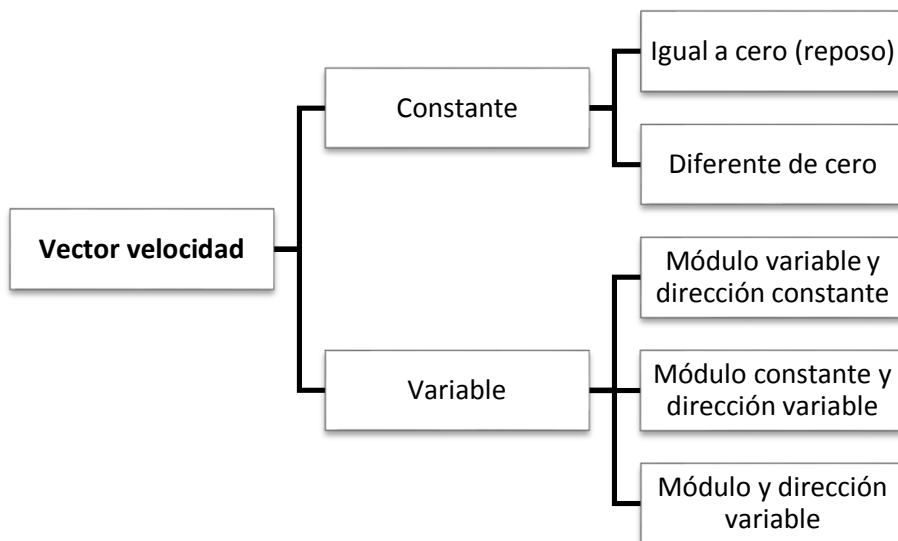 Vector velocidad
Constante
Igual a cero (reposo)
Diferente de cero
Variable
Módulo variable y
dirección constante
Módulo constante y
dirección variable
Módulo y dirección
variable